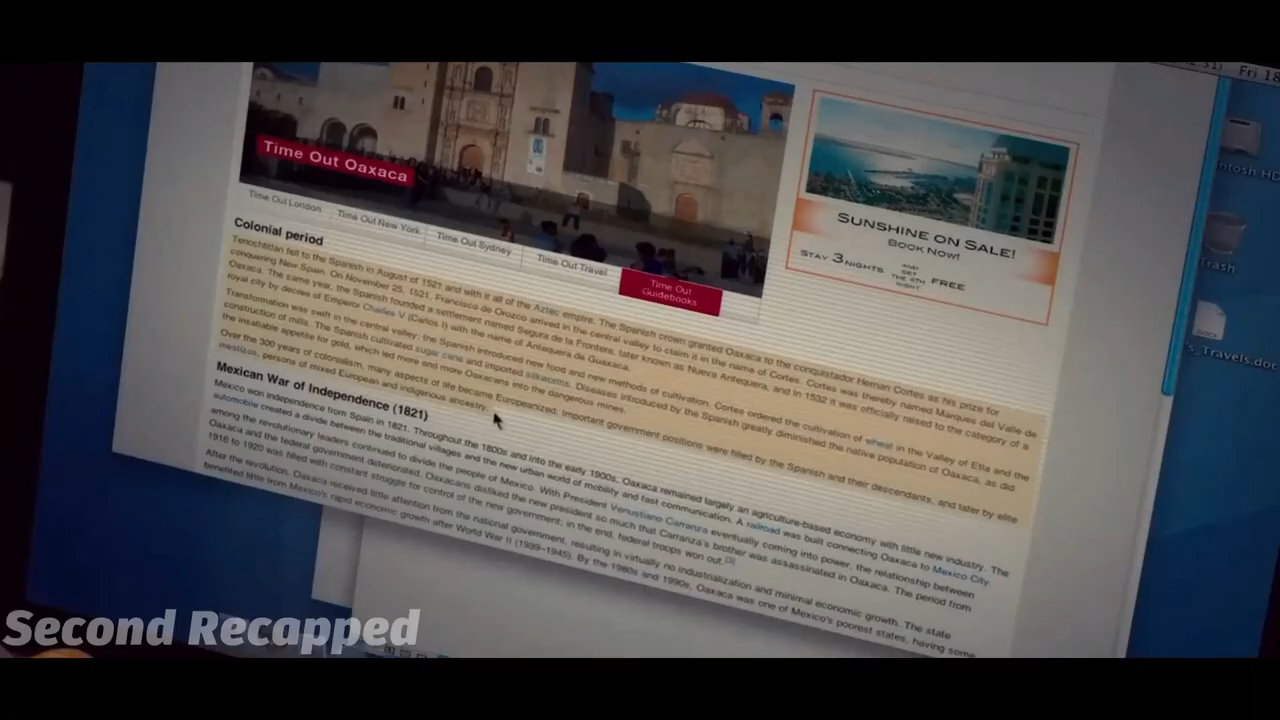 Fri 18
Time Out Oaxaca
Time Out London
Time Out New York
Time Out Sydney
Time Out Travel
Time Out
Guidebooks
SUNSHINE ON SALE!
BOOK NOW!
STAY 3 NIGHTS AND GET THE 4TH NIGHT FREE
Trash
Colonial period
Tenochtitlan fell to the Spanish in August of 1521 and with it all of the Aztec empire. The Spanish crown granted Oaxaca to the conquistador Hernan Cortes as his prize for
conquering New Spain. On November 25, 1521, Francisco de Orozco arrived in the central valley to claim it in the name of Cortes. Cortes was thereby named Marques del Valle de
Oaxaca. The same year, the Spanish founded a settlement named Segura de la Frontera, later known as Nueva Antequera, and in 1532 it was officially raised to the category of a
royal city by decree of Emperor Charles V (Carlos I) with the name of Antequera de Guaxaca.
Transformation was swift in the central valley: the Spanish introduced new food and new methods of cultivation. Cortes ordered the cultivation of wheat in the Valley of Etla and the
construction of mills. The Spanish cultivated sugar cane and imported silkworms. Diseases introduced by the Spanish greatly diminished the native population of Oaxaca, as did
the insatiable appetite for gold, which led more and more Oaxacans into the dangerous mines.
Over the 300 years of colonialism, many aspects of life became Europeanized. Important government positions were filled by the Spanish and their descendants, and later by elite
mestizos, persons of mixed European and indigenous ancestry.
Mexican War of Independence (1821)
Mexico won independence from Spain in 1821. Throughout the 1800s and into the early 1900s, Oaxaca remained largely an agriculture-based economy with little new industry. The
automobile created a divide between the traditional villages and the new urban world of mobility and fast communication. A railroad was built connecting Oaxaca to Mexico City.
among the revolutionary leaders continued to divide the people of Mexico. With President Venustiano Carranza eventually coming into power, the relationship between
Oaxaca and the federal government deteriorated. Oaxacans disliked the new president so much that Carranza's brother was assassinated in Oaxaca. The period from
1916 to 1920 was filled with constant struggle for control of the new government; in the end, federal troops won out.[3]
After the revolution, Oaxaca received little attention from the national government, resulting in virtually no industrialization and minimal economic growth. The state
benefited little from Mexico's rapid economic growth after World War II (1939–1945). By the 1980s and 1990s, Oaxaca was one of Mexico's poorest states, having some
Second Recapped